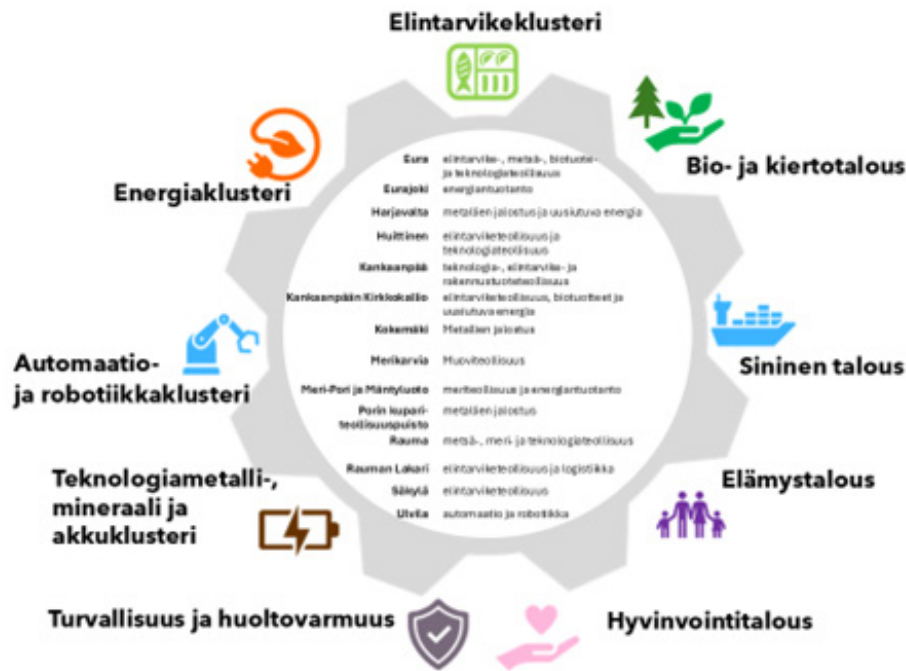 Elintarvikeklusteri
Bio- ja kiertotalous
Energiaklusteri
Eura elintarvike-, metsä-, biotuote-
ja teknologiateollisuus
Eurajoki energiantuotanto
Harjavalta metallien jalostus ja uusiutuva energia
Huittinen elintarviketeollisuus ja
teknologiateollisuus
Kankaanpää teknologia-, elintarvike- ja
rakennustuoteteollisuus
Kankaanpään Kirkkokallio elintarviketeollisuus, biotuotteet ja
uusiutuva energia
Kokemäki Metallien jalostus
Merikarvia Muoviteollisuus
Meri-Pori ja Mäntyluoto meriteollisuus ja energiantuotanto
Porin kupari- metallien jalostus
teollisuuspuisto
Rauma metsä-, meri- ja teknologiateollisuus
Rauman Lakari elintarviketeollisuus ja logistiikka
Säkylä elintarviketeollisuus
Ulvila automaatio ja robotiikka
Automaatio-
ja robotiikkaklusteri
Sininen talous
Teknologiametalli-,
mineraali ja
akkuklusteri
Elämystalous
Turvallisuus ja huoltovarmuus
Hyvinvointitalous